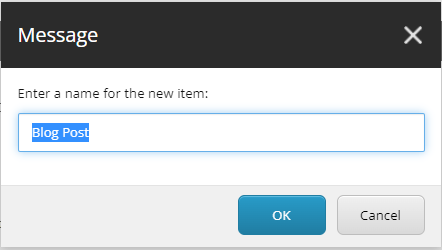 Message
Enter a name for the new item:
Blog Post
OK
Cancel